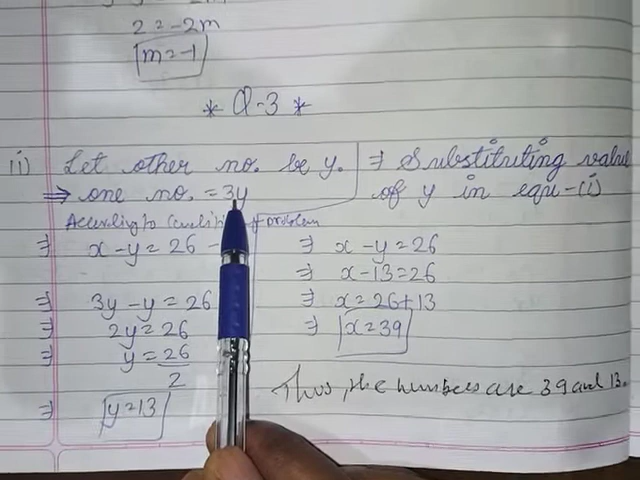 2 = -2m
m = -1
* Q-3 *
ii) Let other no. be y.
⇒ one no. = 3y
According to of problem
⇒ x - y = 26 -
⇒ 3y - y = 26
⇒ 2y = 26
⇒ y = 26
2
⇒ y = 13
⇒ Substituting value
of y in equ-(i)
⇒ x - y = 26
⇒ x - 13 = 26
⇒ x = 26 + 13
⇒ x = 39
Thus, the numbers are 39 and 13.